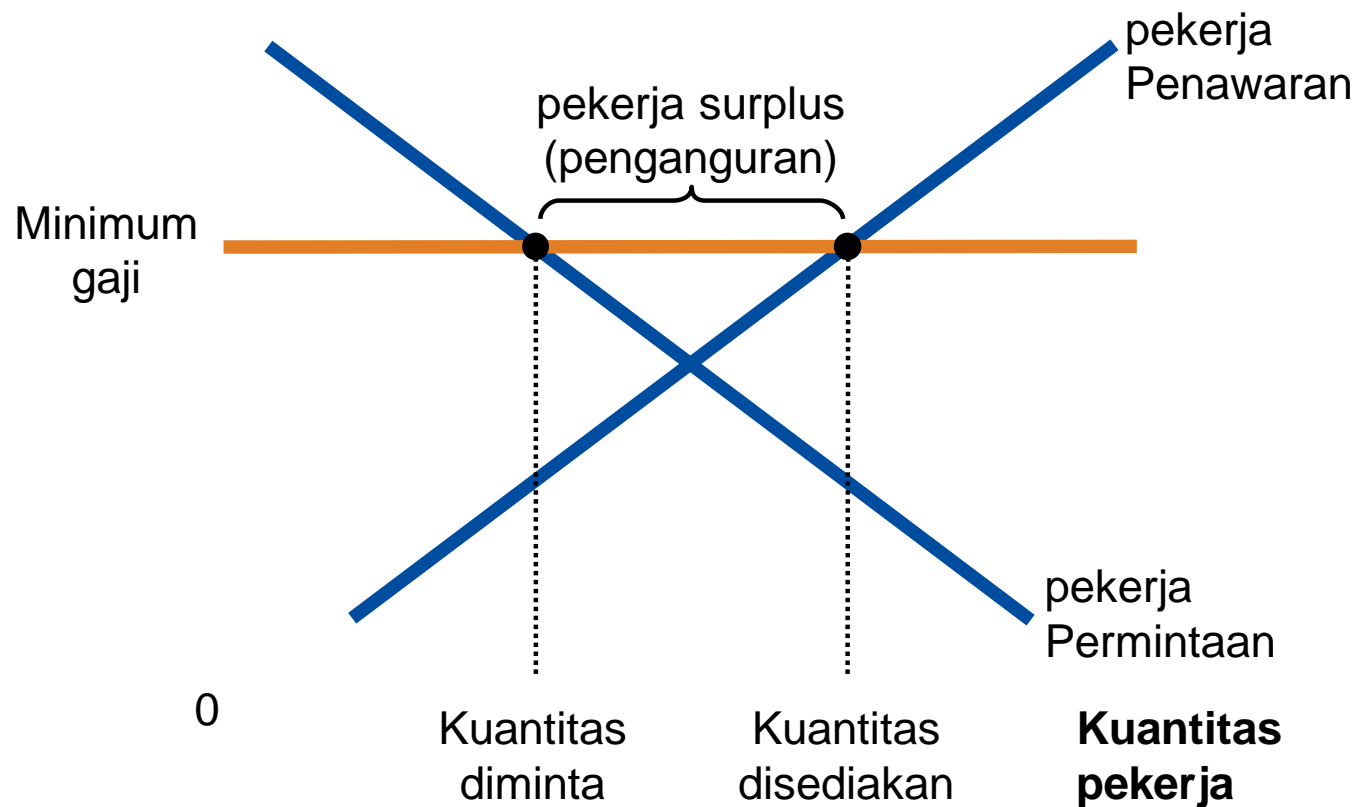 pekerja
Penawaran
pekerja surplus
(penganguran)
Minimum
gaji
pekerja
Permintaan
0
Kuantitas
diminta
Kuantitas
disediakan
Kuantitas
pekerja